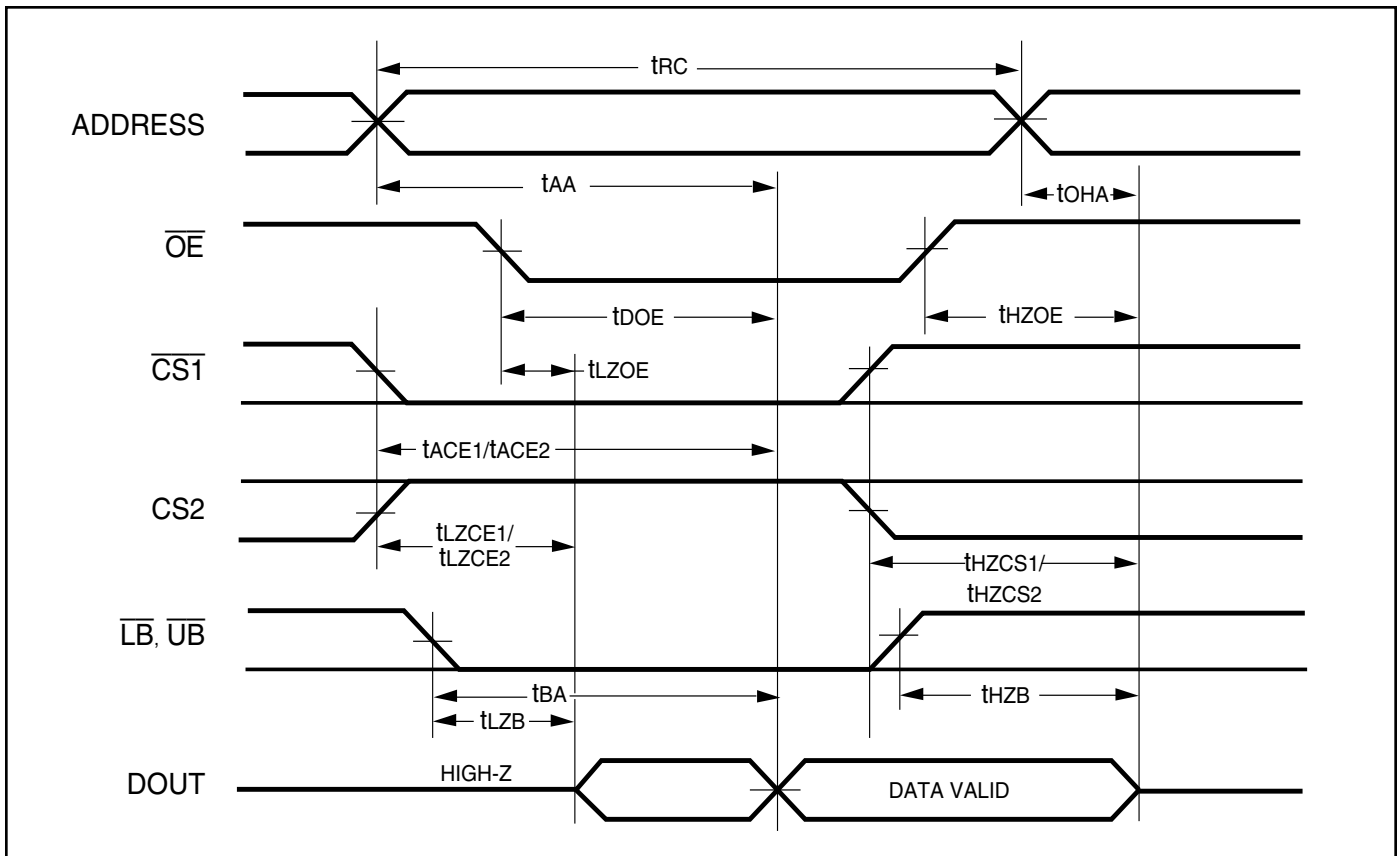 tRC
ADDRESS
tAA
tOHA
OE
tDOE
tHZOE
CS1
tLZOE
tACE1/tACE2
CS2
tLZCE1/
tLZCE2
tHZCS1/
tHZCS2
LB, UB
tBA
tHZB
tLZB
HIGH-Z
DOUT
DATA VALID